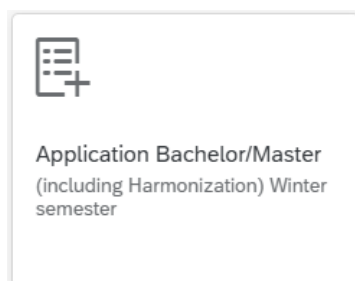 Application Bachelor/Master
(including Harmonization) Winter
semester